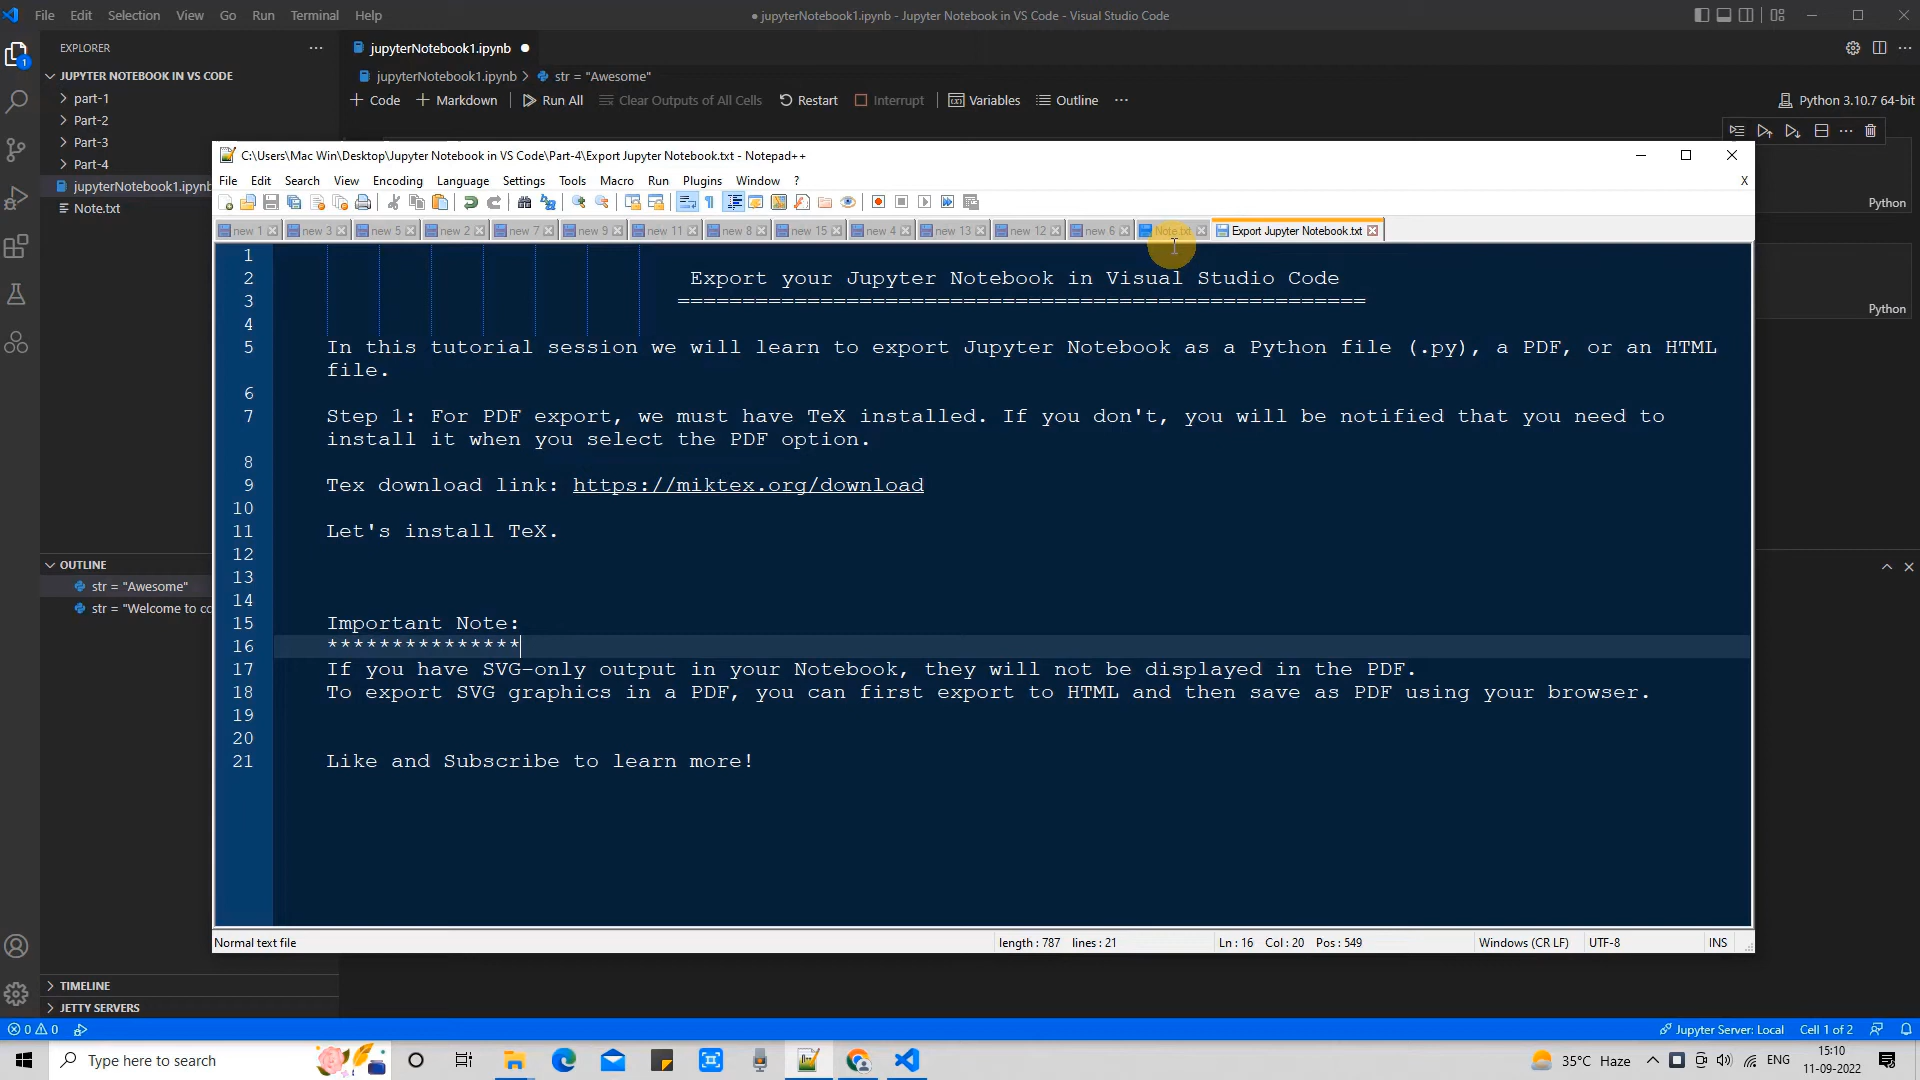 File Edit Selection View Go Run Terminal Help
● jupyterNotebook1.ipynb - Jupyter Notebook in VS Code - Visual Studio Code
EXPLORER
jupyterNotebook1.ipynb ●
JUPYTER NOTEBOOK IN VS CODE
jupyterNotebook1.ipynb > str = "Awesome"
part-1
Part-2
Part-3
Part-4
jupyterNotebook1.ipynb
Note.txt
+ Code + Markdown Run All Clear Outputs of All Cells Restart Interrupt Variables Outline ...
Python 3.10.7 64-bit
C:\Users\Mac Win\Desktop\Jupyter Notebook in VS Code\Part-4\Export Jupyter Notebook.txt - Notepad++
File Edit Search View Encoding Language Settings Tools Macro Run Plugins Window ? X
new 1 new 3 new 5 new 2 new 7 new 9 new 11 new 8 new 15 new 4 new 13 new 12 new 6 Note.txt Export Jupyter Notebook.txt
1
2 Export your Jupyter Notebook in Visual Studio Code
3 =====================================================
4
5 In this tutorial session we will learn to export Jupyter Notebook as a Python file (.py), a PDF, or an HTML
file.
6
7 Step 1: For PDF export, we must have TeX installed. If you don't, you will be notified that you need to
install it when you select the PDF option.
8
9 Tex download link: https://miktex.org/download
10
11 Let's install TeX.
12
13
14
15 Important Note:
16 ***************
17 If you have SVG-only output in your Notebook, they will not be displayed in the PDF.
18 To export SVG graphics in a PDF, you can first export to HTML and then save as PDF using your browser.
19
20
21 Like and Subscribe to learn more!
Normal text file length : 787 lines : 21 Ln : 16 Col : 20 Pos : 549 Windows (CR LF) UTF-8 INS
Python
Python
OUTLINE
str = "Awesome"
str = "Welcome to co
TIMELINE
JETTY SERVERS
1
0 0
Jupyter Server: Local Cell 1 of 2
Type here to search
35°C Haze
ENG
15:10
11-09-2022